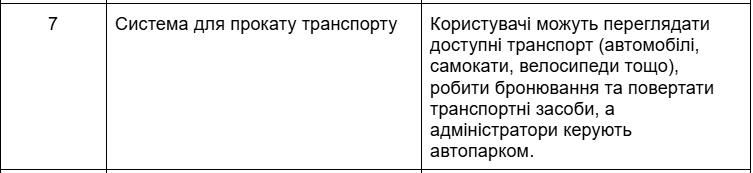 7
Система для прокату транспорту
Користувачі можуть переглядати
доступні транспорт (автомобілі,
самокати, велосипеди тощо),
робити бронювання та повертати
транспортні засоби, а
адміністратори керують
автопарком.